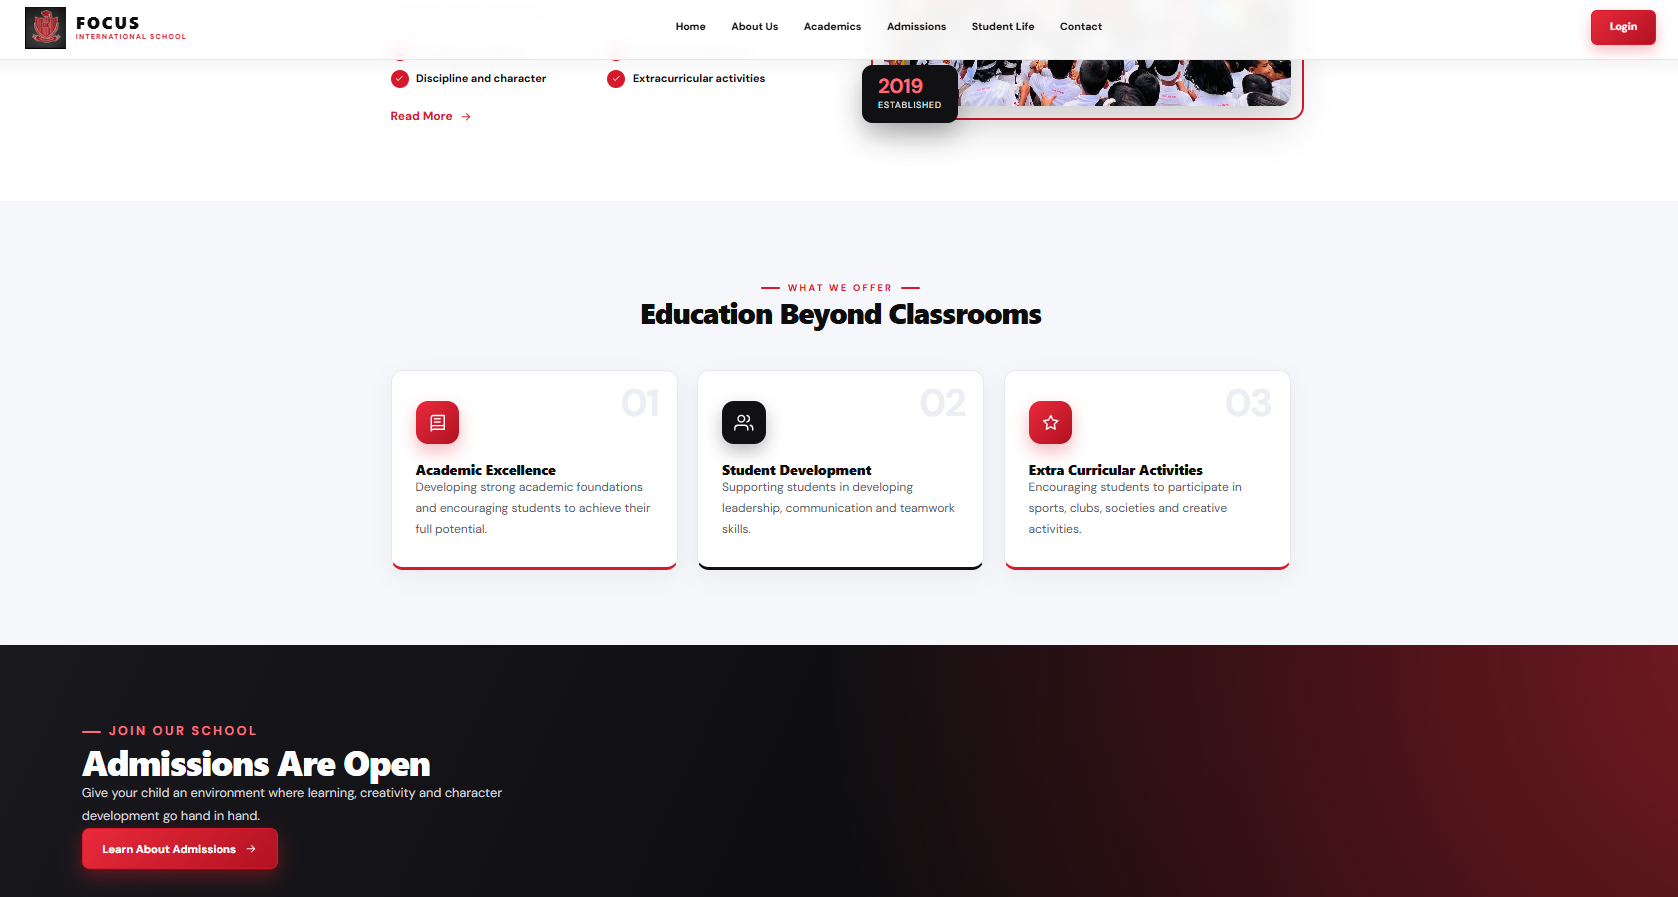 FOCUS
INTERNATIONAL SCHOOL
Home About Us Academics Admissions Student Life Contact
Login
Discipline and character
Extracurricular activities
Read More →
2019
ESTABLISHED
WHAT WE OFFER
Education Beyond Classrooms
01
Academic Excellence
Developing strong academic foundations
and encouraging students to achieve their
full potential.
02
Student Development
Supporting students in developing
leadership, communication and teamwork
skills.
03
Extra Curricular Activities
Encouraging students to participate in
sports, clubs, societies and creative
activities.
JOIN OUR SCHOOL
Admissions Are Open
Give your child an environment where learning, creativity and character
development go hand in hand.
Learn About Admissions →